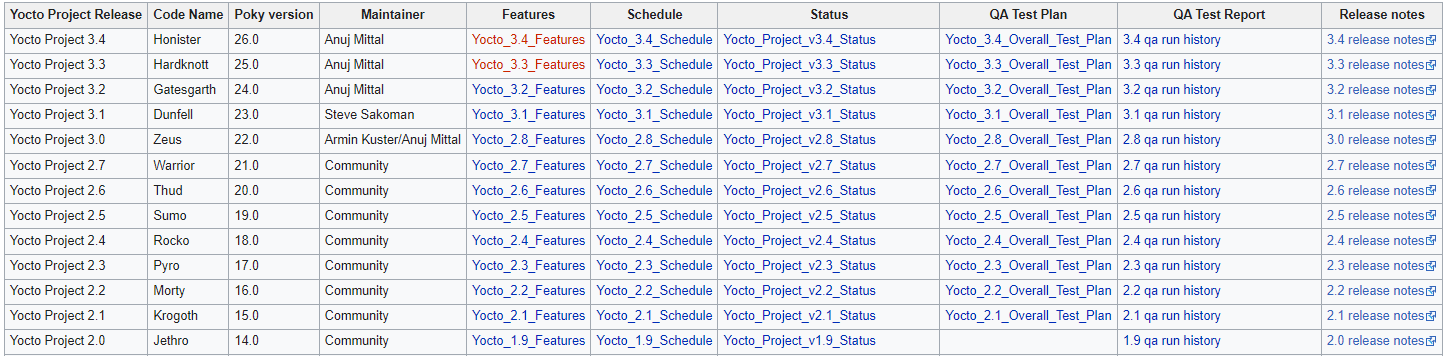 Yocto Project Release Code Name Poky version Maintainer Features Schedule Status QA Test Plan QA Test Report Release notes
Yocto Project 3.4 Honister 26.0 Anuj Mittal Yocto_3.4_Features Yocto_3.4_Schedule Yocto_Project_v3.4_Status Yocto_3.4_Overall_Test_Plan 3.4 qa run history 3.4 release notes
Yocto Project 3.3 Hardknott 25.0 Anuj Mittal Yocto_3.3_Features Yocto_3.3_Schedule Yocto_Project_v3.3_Status Yocto_3.3_Overall_Test_Plan 3.3 qa run history 3.3 release notes
Yocto Project 3.2 Gatesgarth 24.0 Anuj Mittal Yocto_3.2_Features Yocto_3.2_Schedule Yocto_Project_v3.2_Status Yocto_3.2_Overall_Test_Plan 3.2 qa run history 3.2 release notes
Yocto Project 3.1 Dunfell 23.0 Steve Sakoman Yocto_3.1_Features Yocto_3.1_Schedule Yocto_Project_v3.1_Status Yocto_3.1_Overall_Test_Plan 3.1 qa run history 3.1 release notes
Yocto Project 3.0 Zeus 22.0 Armin Kuster/Anuj Mittal Yocto_2.8_Features Yocto_2.8_Schedule Yocto_Project_v2.8_Status Yocto_2.8_Overall_Test_Plan 2.8 qa run history 3.0 release notes
Yocto Project 2.7 Warrior 21.0 Community Yocto_2.7_Features Yocto_2.7_Schedule Yocto_Project_v2.7_Status Yocto_2.7_Overall_Test_Plan 2.7 qa run history 2.7 release notes
Yocto Project 2.6 Thud 20.0 Community Yocto_2.6_Features Yocto_2.6_Schedule Yocto_Project_v2.6_Status Yocto_2.6_Overall_Test_Plan 2.6 qa run history 2.6 release notes
Yocto Project 2.5 Sumo 19.0 Community Yocto_2.5_Features Yocto_2.5_Schedule Yocto_Project_v2.5_Status Yocto_2.5_Overall_Test_Plan 2.5 qa run history 2.5 release notes
Yocto Project 2.4 Rocko 18.0 Community Yocto_2.4_Features Yocto_2.4_Schedule Yocto_Project_v2.4_Status Yocto_2.4_Overall_Test_Plan 2.4 qa run history 2.4 release notes
Yocto Project 2.3 Pyro 17.0 Community Yocto_2.3_Features Yocto_2.3_Schedule Yocto_Project_v2.3_Status Yocto_2.3_Overall_Test_Plan 2.3 qa run history 2.3 release notes
Yocto Project 2.2 Morty 16.0 Community Yocto_2.2_Features Yocto_2.2_Schedule Yocto_Project_v2.2_Status Yocto_2.2_Overall_Test_Plan 2.2 qa run history 2.2 release notes
Yocto Project 2.1 Krogoth 15.0 Community Yocto_2.1_Features Yocto_2.1_Schedule Yocto_Project_v2.1_Status Yocto_2.1_Overall_Test_Plan 2.1 qa run history 2.1 release notes
Yocto Project 2.0 Jethro 14.0 Community Yocto_1.9_Features Yocto_1.9_Schedule Yocto_Project_v1.9_Status 1.9 qa run history 2.0 release notes